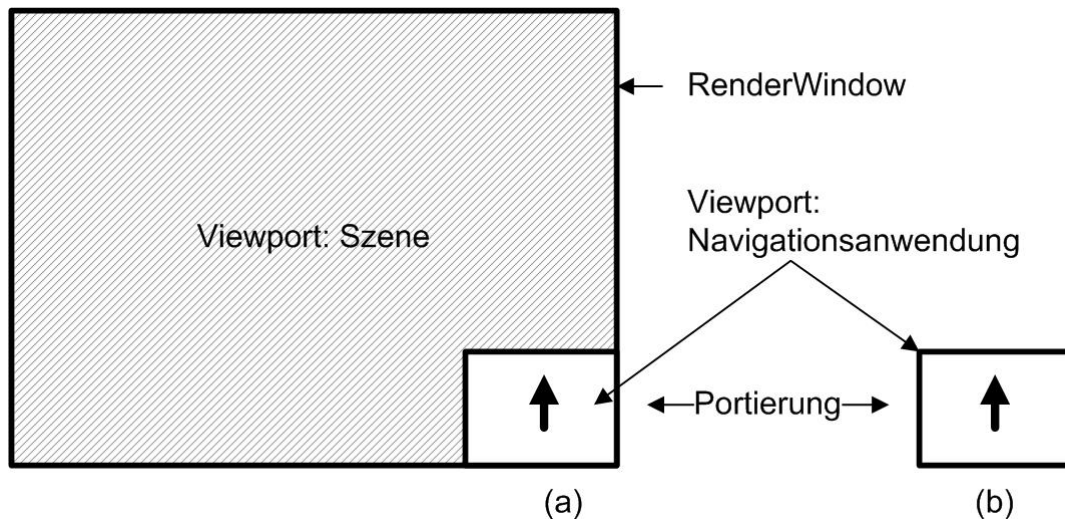 RenderWindow
Viewport: Szene
Viewport:
Navigationsanwendung
Portierung
(a)
(b)